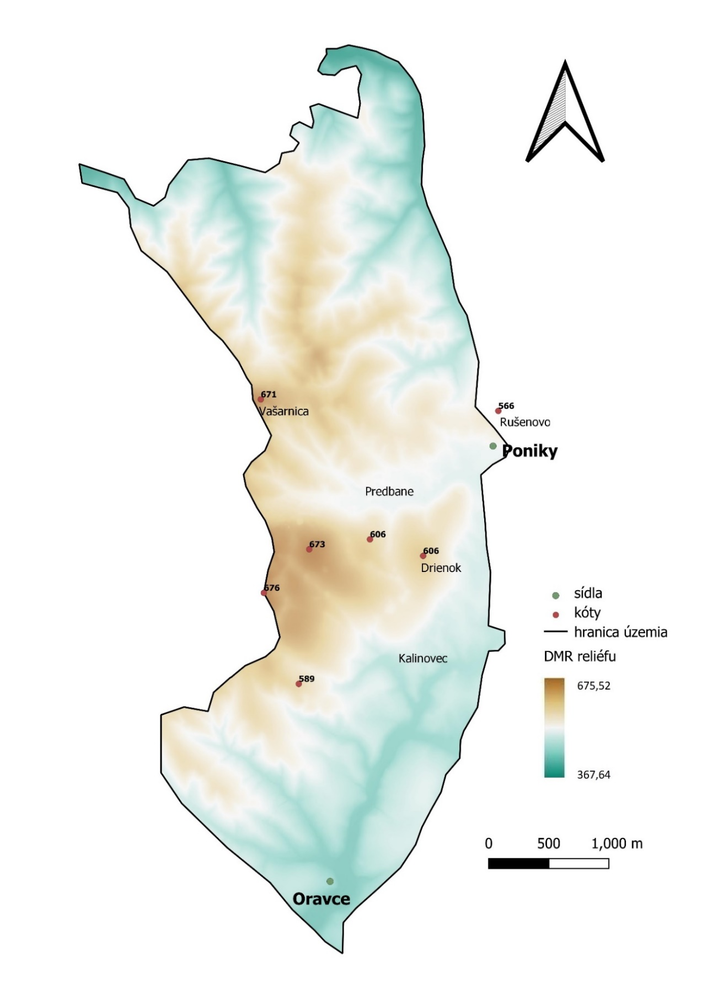 671
Vašarnica
566
Rušenovo
Poniky
Predbane
606
673
606
Drienok
676
sídla
kóty
hranica územia
DMR reliéfu
Kalinovec
589
675,52
367,64
0 500 1,000 m
Oravce